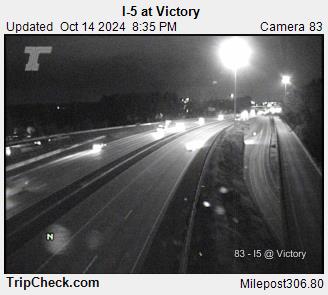 I-5 at Victory
Updated Oct 14 2024 8:35 PM Camera 83
T
N
83 - I5 @ Victory
TripCheck.com Milepost306.80